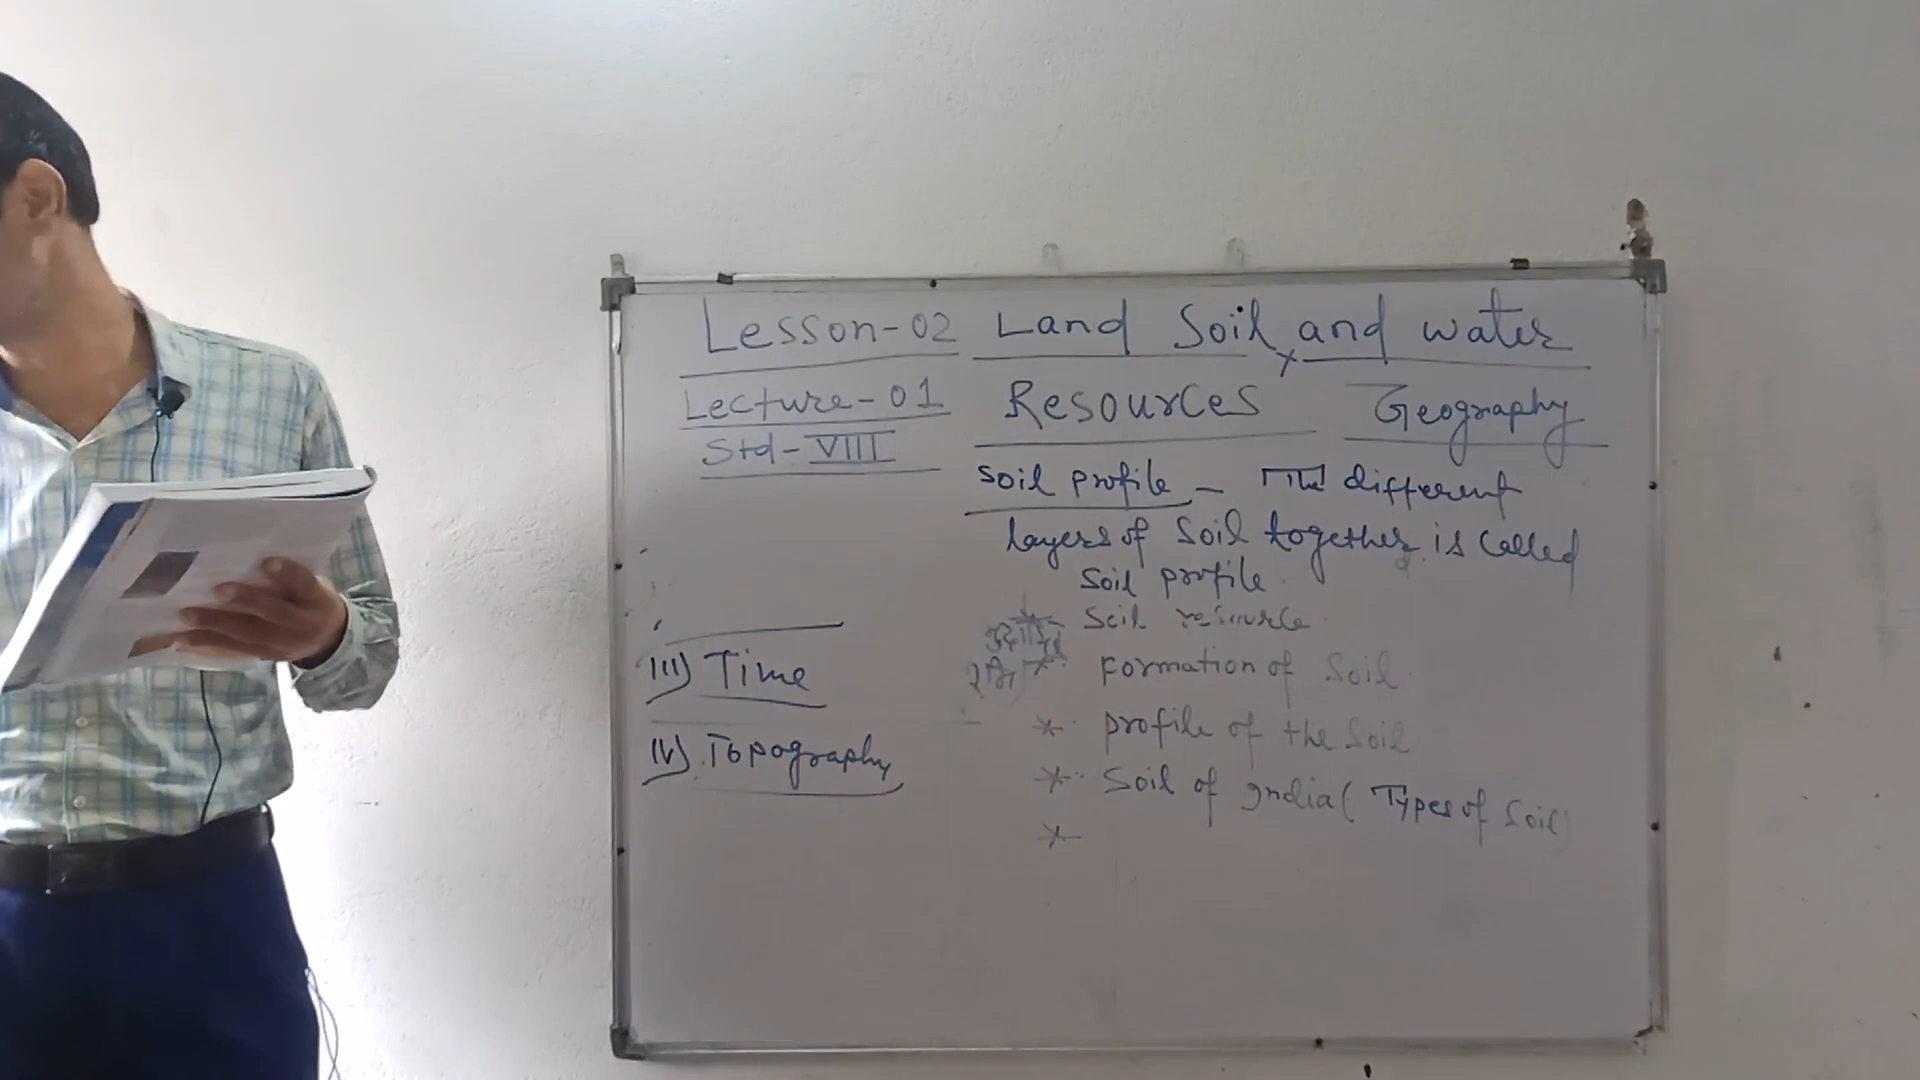 Lesson-02 Land Soil and water
Lecture-01 Resources Geography
Std-VIII
Soil profile - The different
layers of Soil together is called
Soil profile.
* Soil resource
* Formation of Soil
* profile of the Soil
* Soil of India (Types of Soil)
*
III) Time
IV) Topography